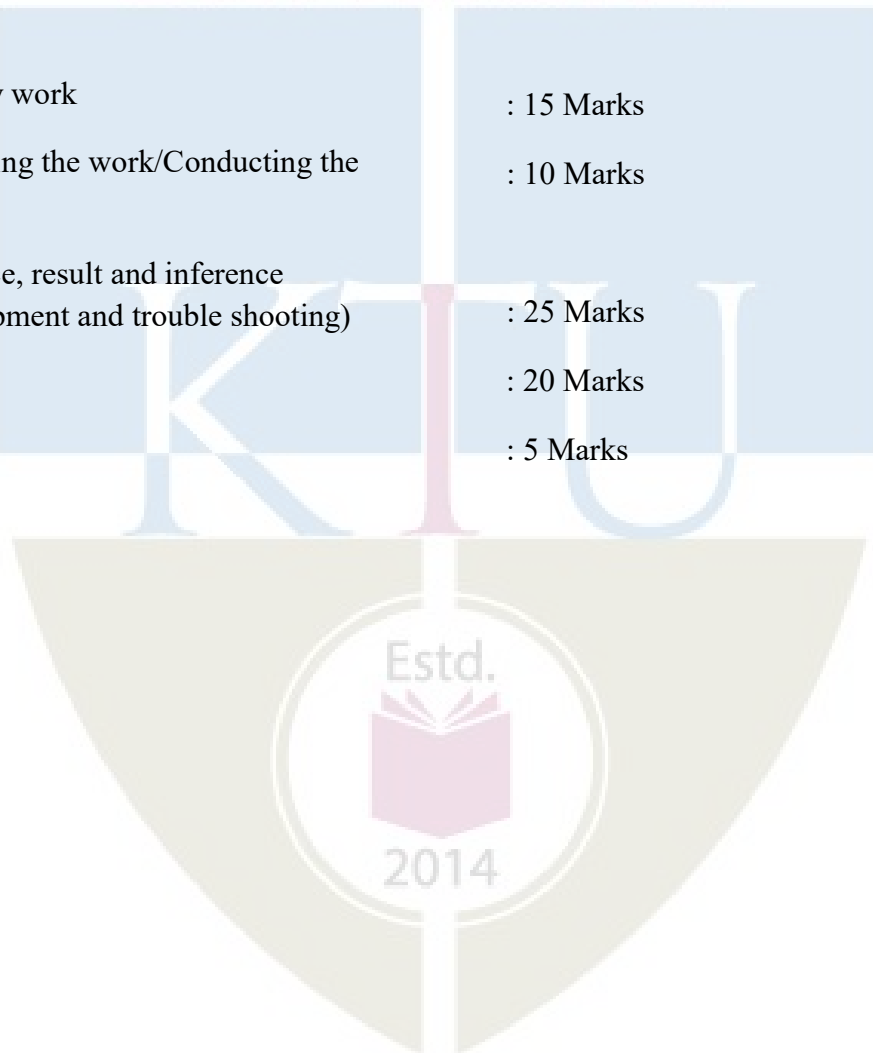 work : 15 Marks
ng the work/Conducting the : 10 Marks
e, result and inference
pment and trouble shooting) : 25 Marks
: 20 Marks
: 5 Marks
KTU
Estd.
2014